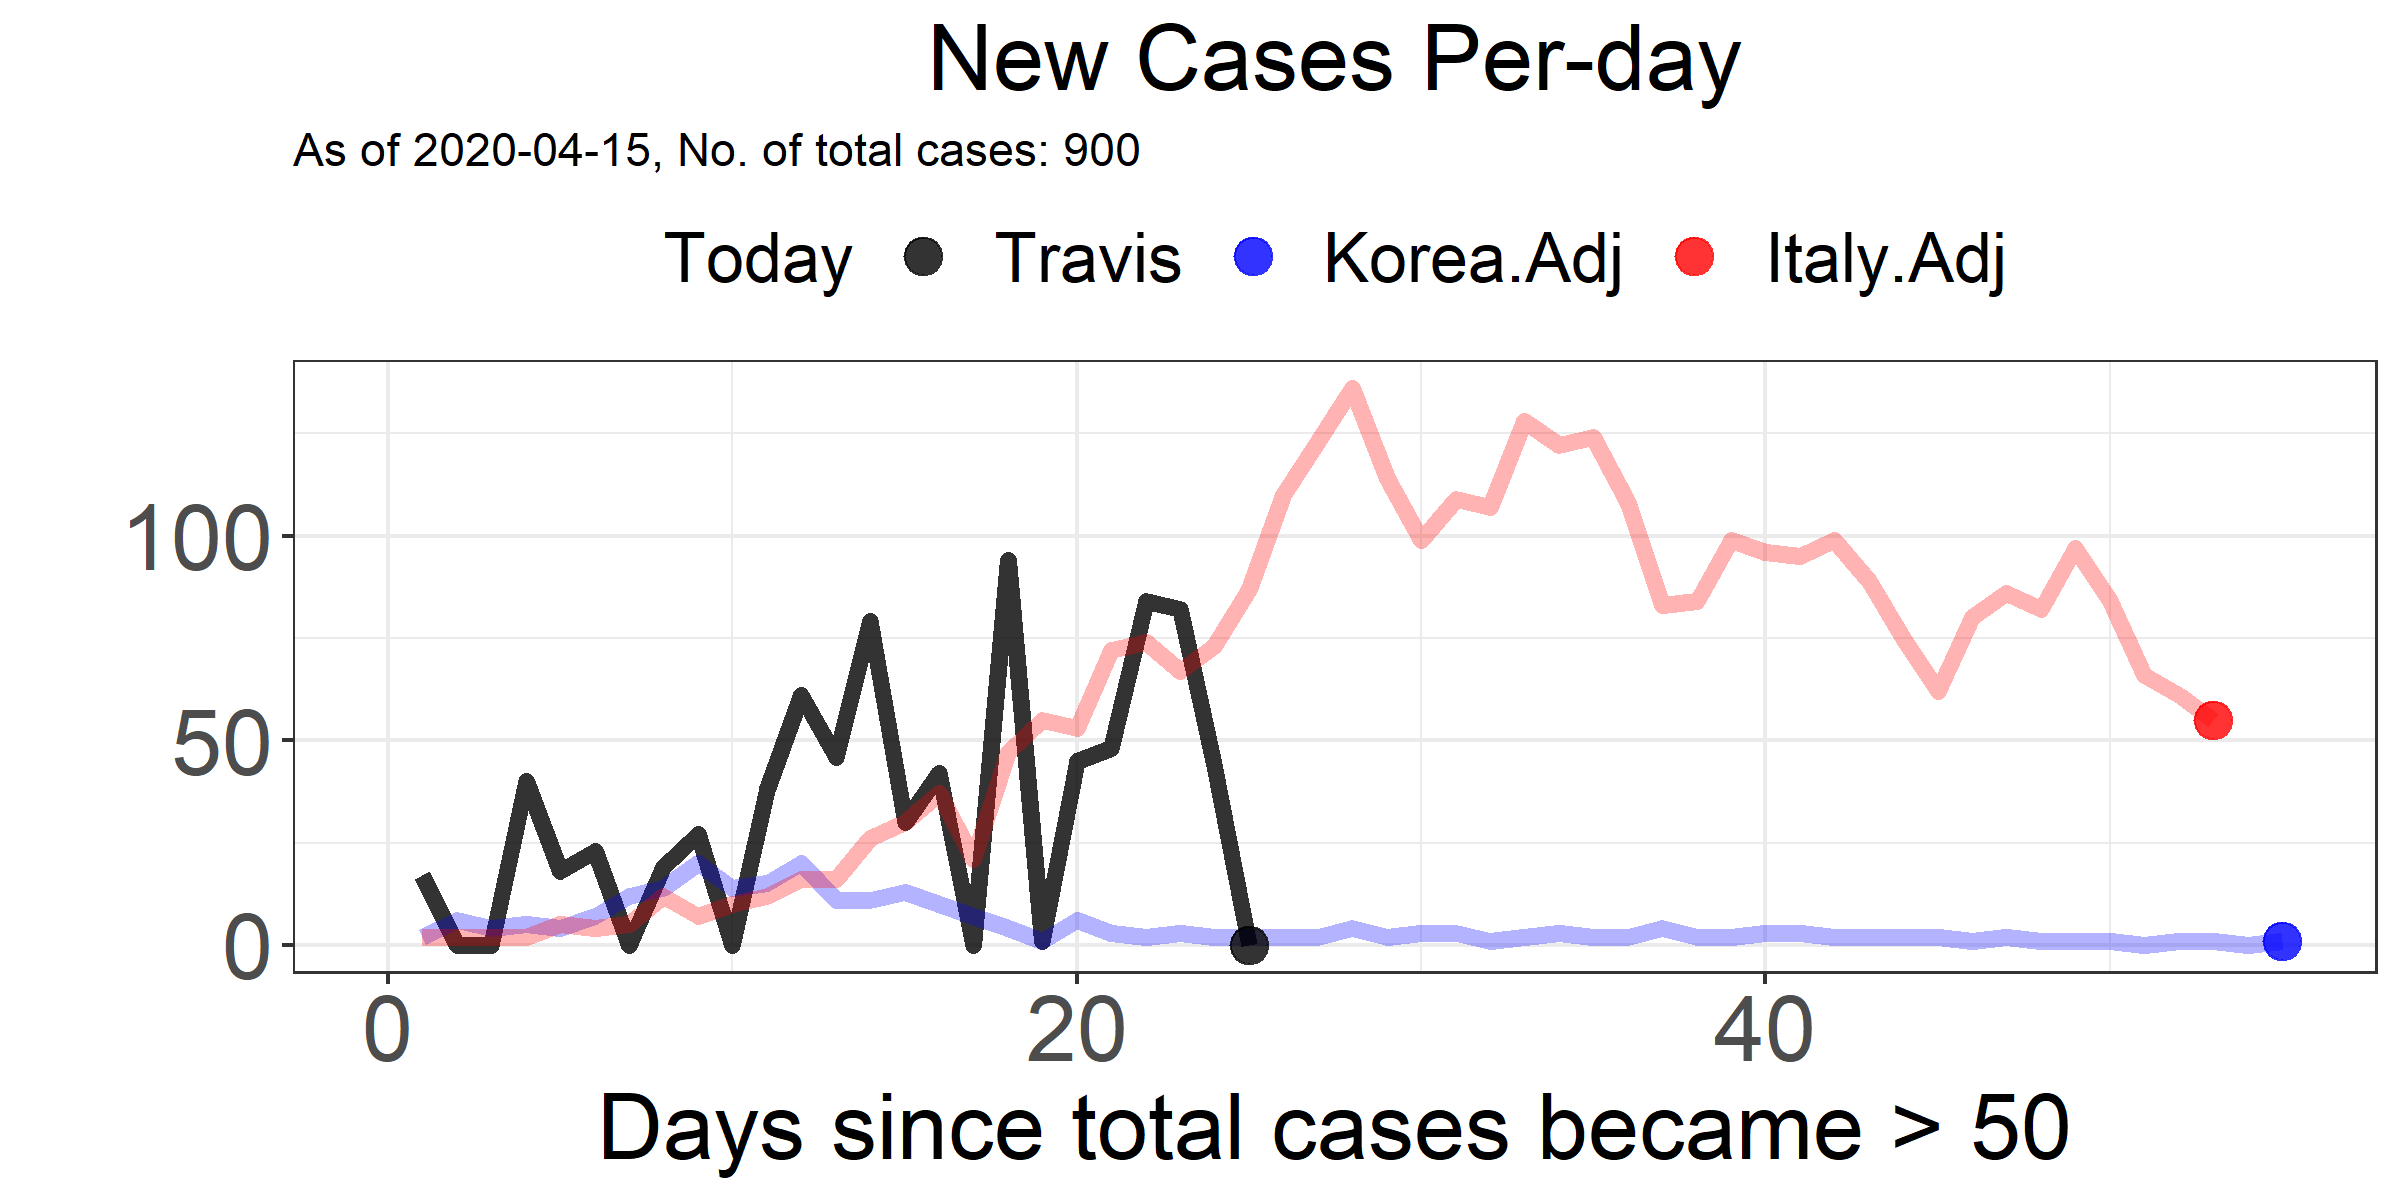 New Cases Per-day
As of 2020-04-15, No. of total cases: 900
Today Travis Korea.Adj Italy.Adj
100
50
0
0 20 40
Days since total cases became > 50